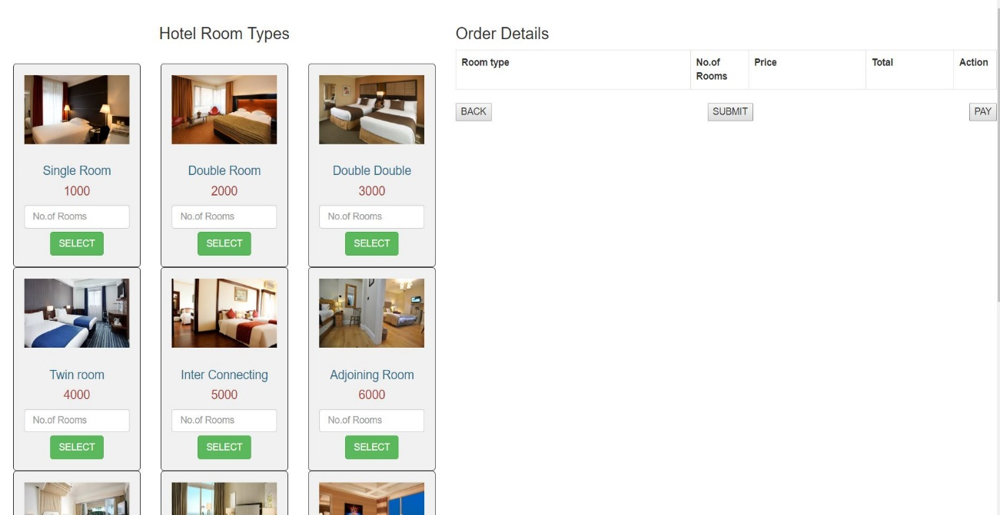 Hotel Room Types
Single Room
1000
No.of Rooms
SELECT
Double Room
2000
No.of Rooms
SELECT
Double Double
3000
No.of Rooms
SELECT
Twin room
4000
No.of Rooms
SELECT
Inter Connecting
5000
No.of Rooms
SELECT
Adjoining Room
6000
No.of Rooms
SELECT
Order Details
Room type
No.of
Rooms
Price
Total
Action
BACK
SUBMIT
PAY